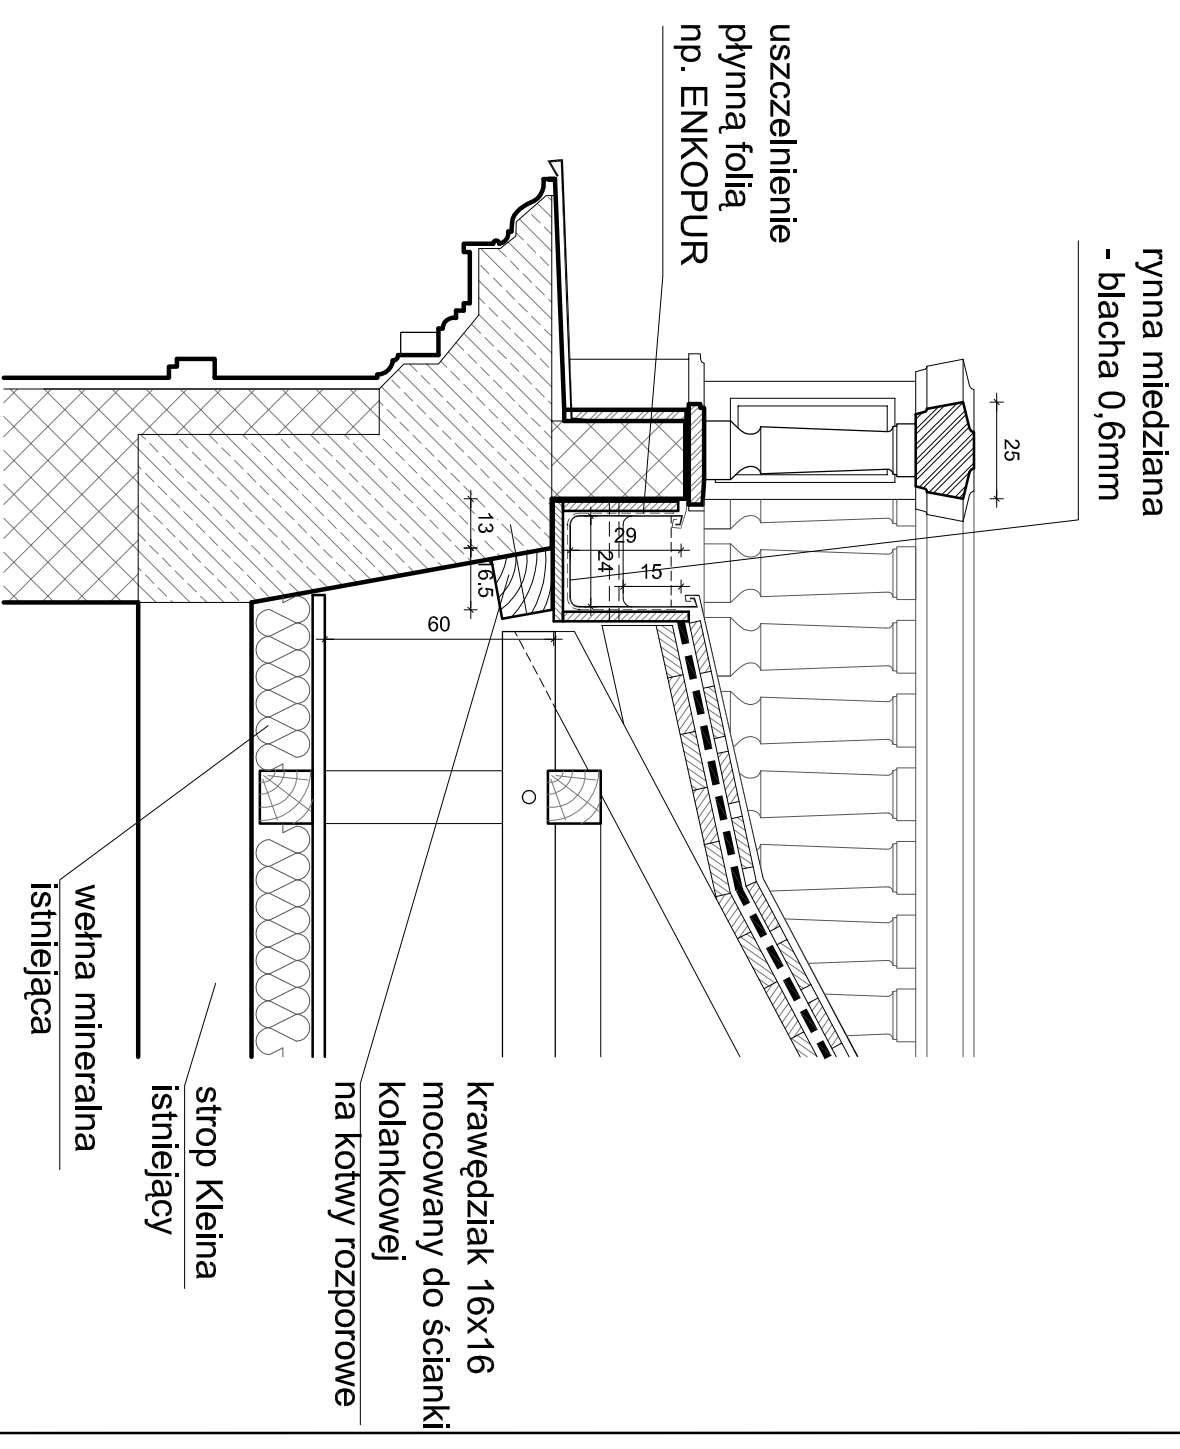 rynna miedziana
- blacha 0,6mm
uszczelnienie
płynną folią
np. ENKOPUR
25
29
24
15
13
16.5
60
krawędziak 16x16
mocowany do ścianki
kolankowej
na kotwy rozporowe
strop Kleina
istniejący
wełna mineralna
istniejąca